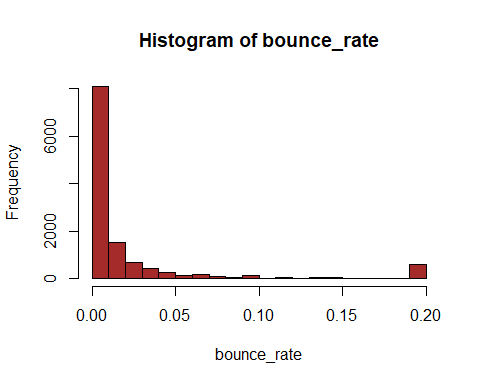 Histogram of bounce_rate
Frequency
6000
2000
0
0.00 0.05 0.10 0.15 0.20
bounce_rate